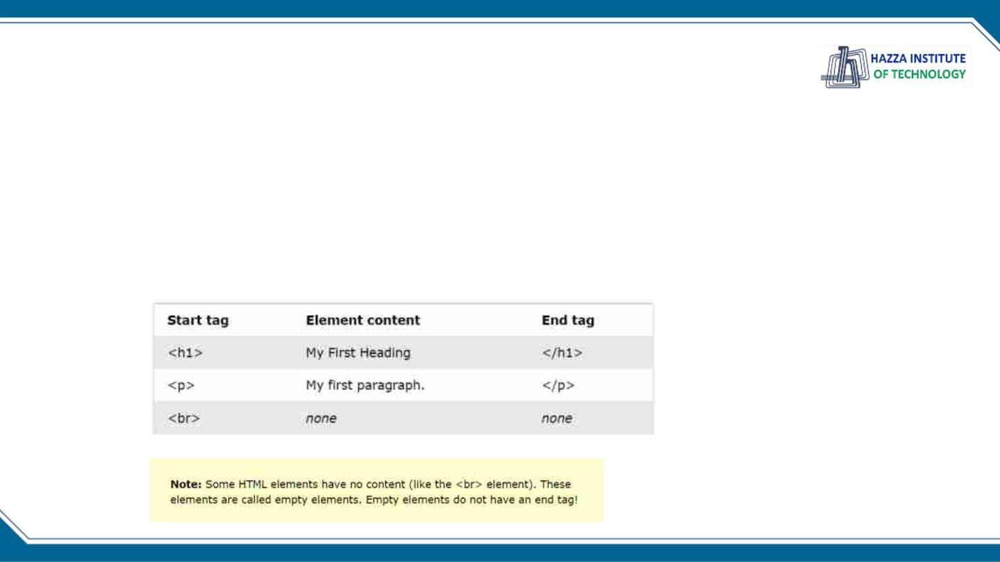 HAZZA INSTITUTE
OF TECHNOLOGY
Start tag Element content End tag
<h1> My First Heading </h1>
<p> My first paragraph. </p>
<br> none none
Note: Some HTML elements have no content (like the <br> element). These
elements are called empty elements. Empty elements do not have an end tag!